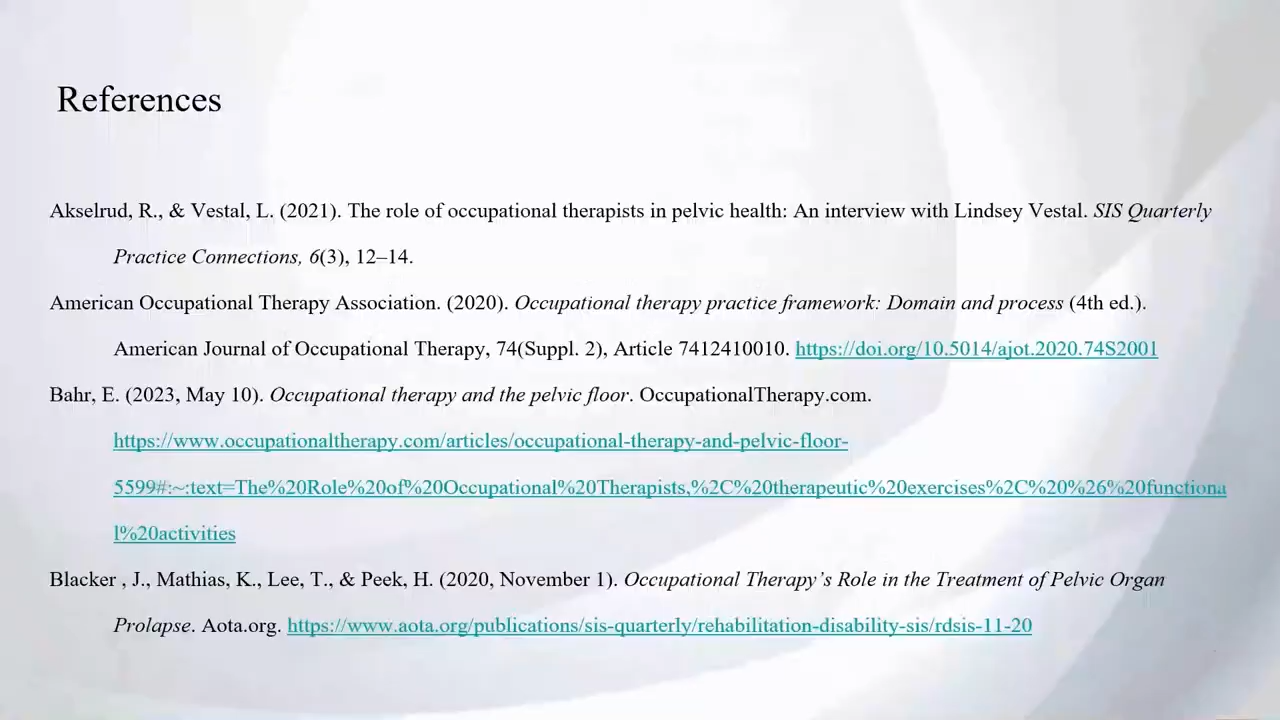 References
Akselrud, R., & Vestal, L. (2021). The role of occupational therapists in pelvic health: An interview with Lindsey Vestal. SIS Quarterly
Practice Connections, 6(3), 12–14.
American Occupational Therapy Association. (2020). Occupational therapy practice framework: Domain and process (4th ed.).
American Journal of Occupational Therapy, 74(Suppl. 2), Article 7412410010. https://doi.org/10.5014/ajot.2020.74S2001
Bahr, E. (2023, May 10). Occupational therapy and the pelvic floor. OccupationalTherapy.com.
https://www.occupationaltherapy.com/articles/occupational-therapy-and-pelvic-floor-
5599#:~:text=The%20Role%20of%20Occupational%20Therapists,%2C%20therapeutic%20exercises%2C%20%26%20functiona
l%20activities
Blacker , J., Mathias, K., Lee, T., & Peek, H. (2020, November 1). Occupational Therapy’s Role in the Treatment of Pelvic Organ
Prolapse. Aota.org. https://www.aota.org/publications/sis-quarterly/rehabilitation-disability-sis/rdsis-11-20